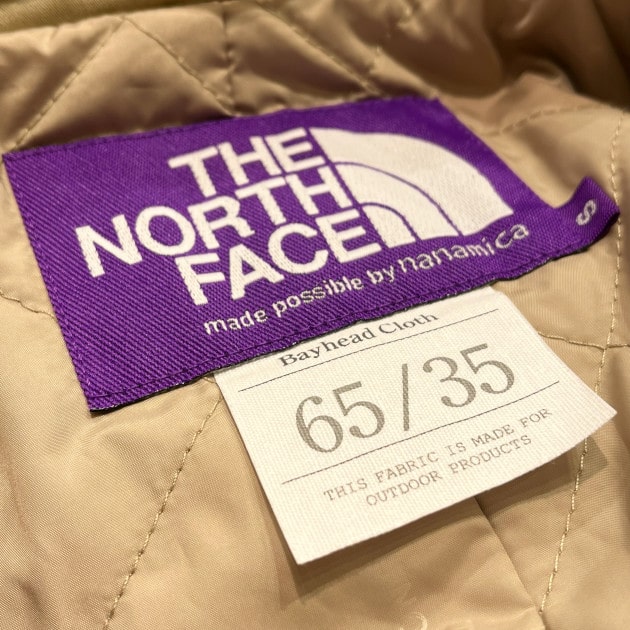 THE
NORTH
FACE
made possible by nanamica
S
Bayhead Cloth
65/35
THIS FABRIC IS MADE FOR
OUTDOOR PRODUCTS